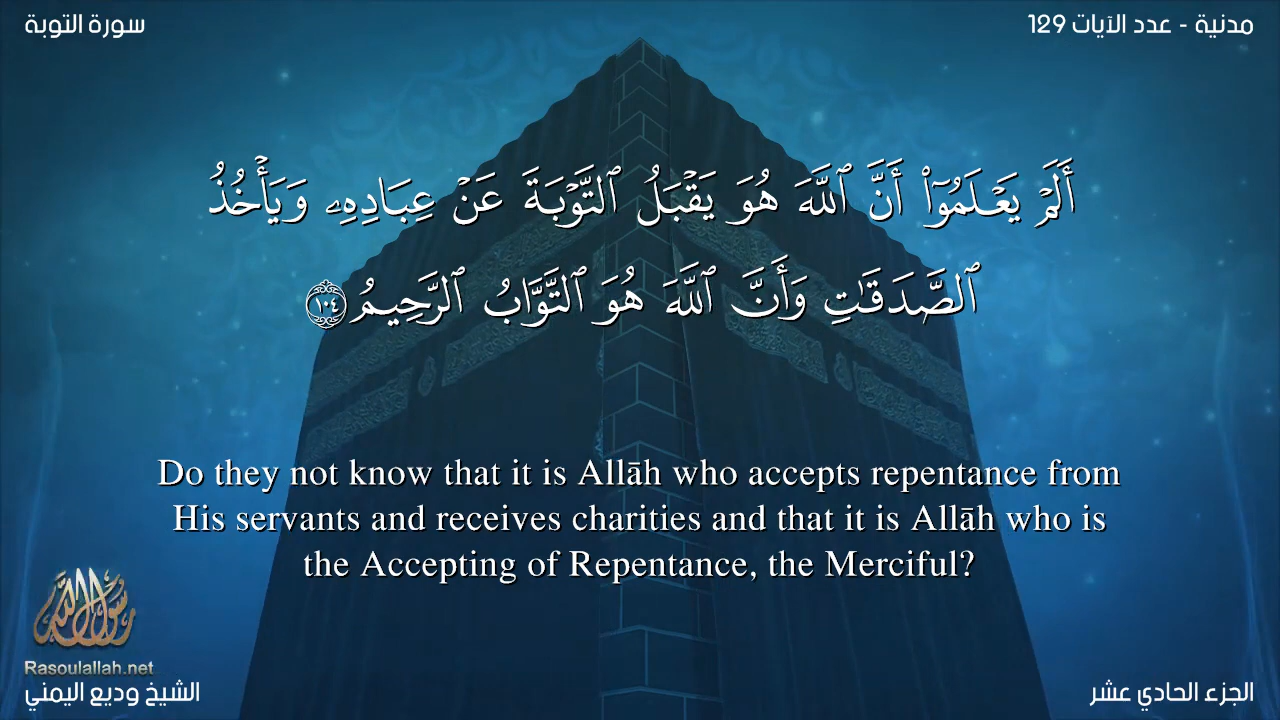 سورة التوبة
مدنية - عدد الآيات 129
أَلَمْ يَعْلَمُوٓا۟ أَنَّ ٱللَّهَ هُوَ يَقْبَلُ ٱلتَّوْبَةَ عَنْ عِبَادِهِۦ وَيَأْخُذُ
ٱلصَّدَقَـٰتِ وَأَنَّ ٱللَّهَ هُوَ ٱلتَّوَّابُ ٱلرَّحِيمُ ١٠٤
Do they not know that it is Allāh who accepts repentance from
His servants and receives charities and that it is Allāh who is
the Accepting of Repentance, the Merciful?
رسول الله
Rasoulallah.net
الشيخ وديع اليمني
الجزء الحادي عشر